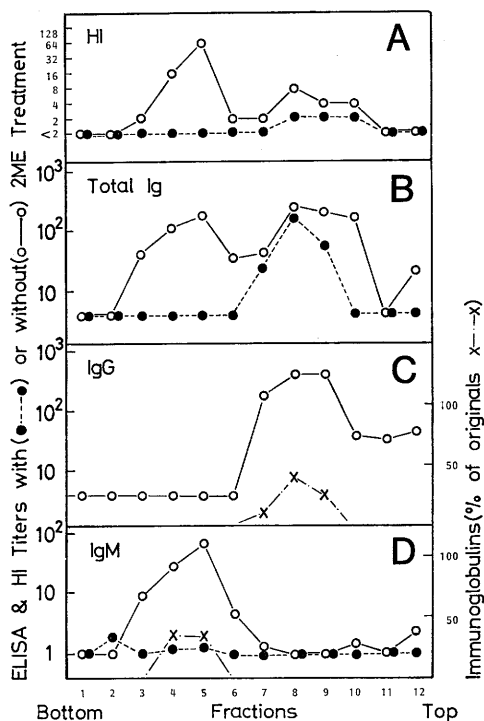 HI
A
128
64
32
16
8
4
2
<2
Total Ig
B
10³
10²
10
IgG
C
10³
10²
10
100
50
IgM
D
10²
10
1
100
50
ELISA & HI Titers with (●----●) or without (o—o) 2ME Treatment
Immunoglobulins (% of originals x-·-x)
1 2 3 4 5 6 7 8 9 10 11 12
Bottom Fractions Top